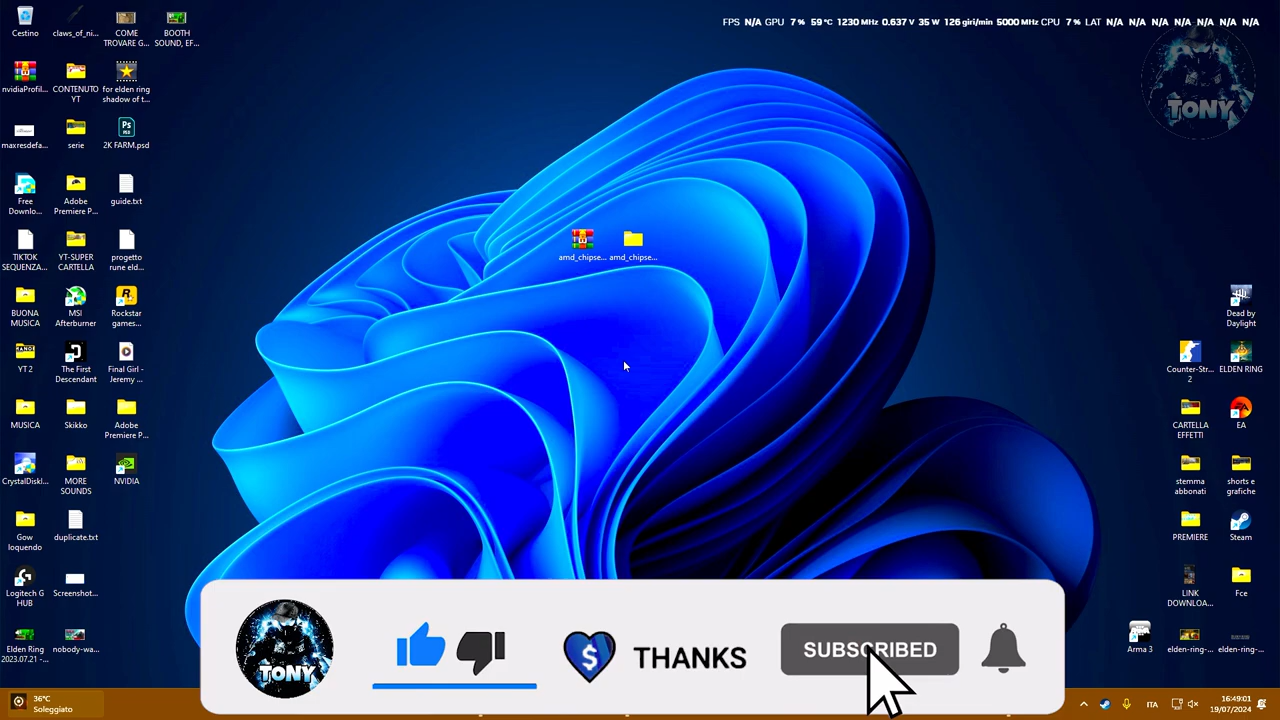 FPS N/A GPU 7 % 59 °C 1230 MHz 0.637 V 35 W 126 giri/min 5000 MHz CPU 7 % LAT N/A N/A N/A N/A N/A N/A N/A
TONY
Cestino
claws_of_ni...
COME
TROVARE G...
BOOTH
SOUND, EF...
nvidiaProfil...
CONTENUTO
YT
for elden ring
shadow of t...
maxresdefa...
serie
2K FARM.psd
Free
Downlo...
Adobe
Premiere P...
guide.txt
TIKTOK
SEQUENZA...
YT-SUPER
CARTELLA
progetto
rune eld...
amd_chipse...
amd_chipse...
BUONA
MUSICA
MSI
Afterburner
Rockstar
games...
Dead by
Daylight
YT 2
The First
Descendant
Final Girl -
Jeremy ...
Counter-Str...
2
ELDEN RING
MUSICA
Skikko
Adobe
Premiere P...
CARTELLA
EFFETTI
EA
CrystalDiskI...
MORE
SOUNDS
NVIDIA
stemma
abbonati
shorts e
grafiche
Gow
loquendo
duplicate.txt
PREMIERE
Steam
Logitech G
HUB
Screenshot...
LINK
DOWNLOA...
Fce
Elden Ring
2023.07.21 -...
nobody-wa...
Arma 3
elden-ring-...
elden-ring-...
TONY
THANKS
SUBSCRIBED
36°C
Soleggiato
ITA
16:49:01
19/07/2024